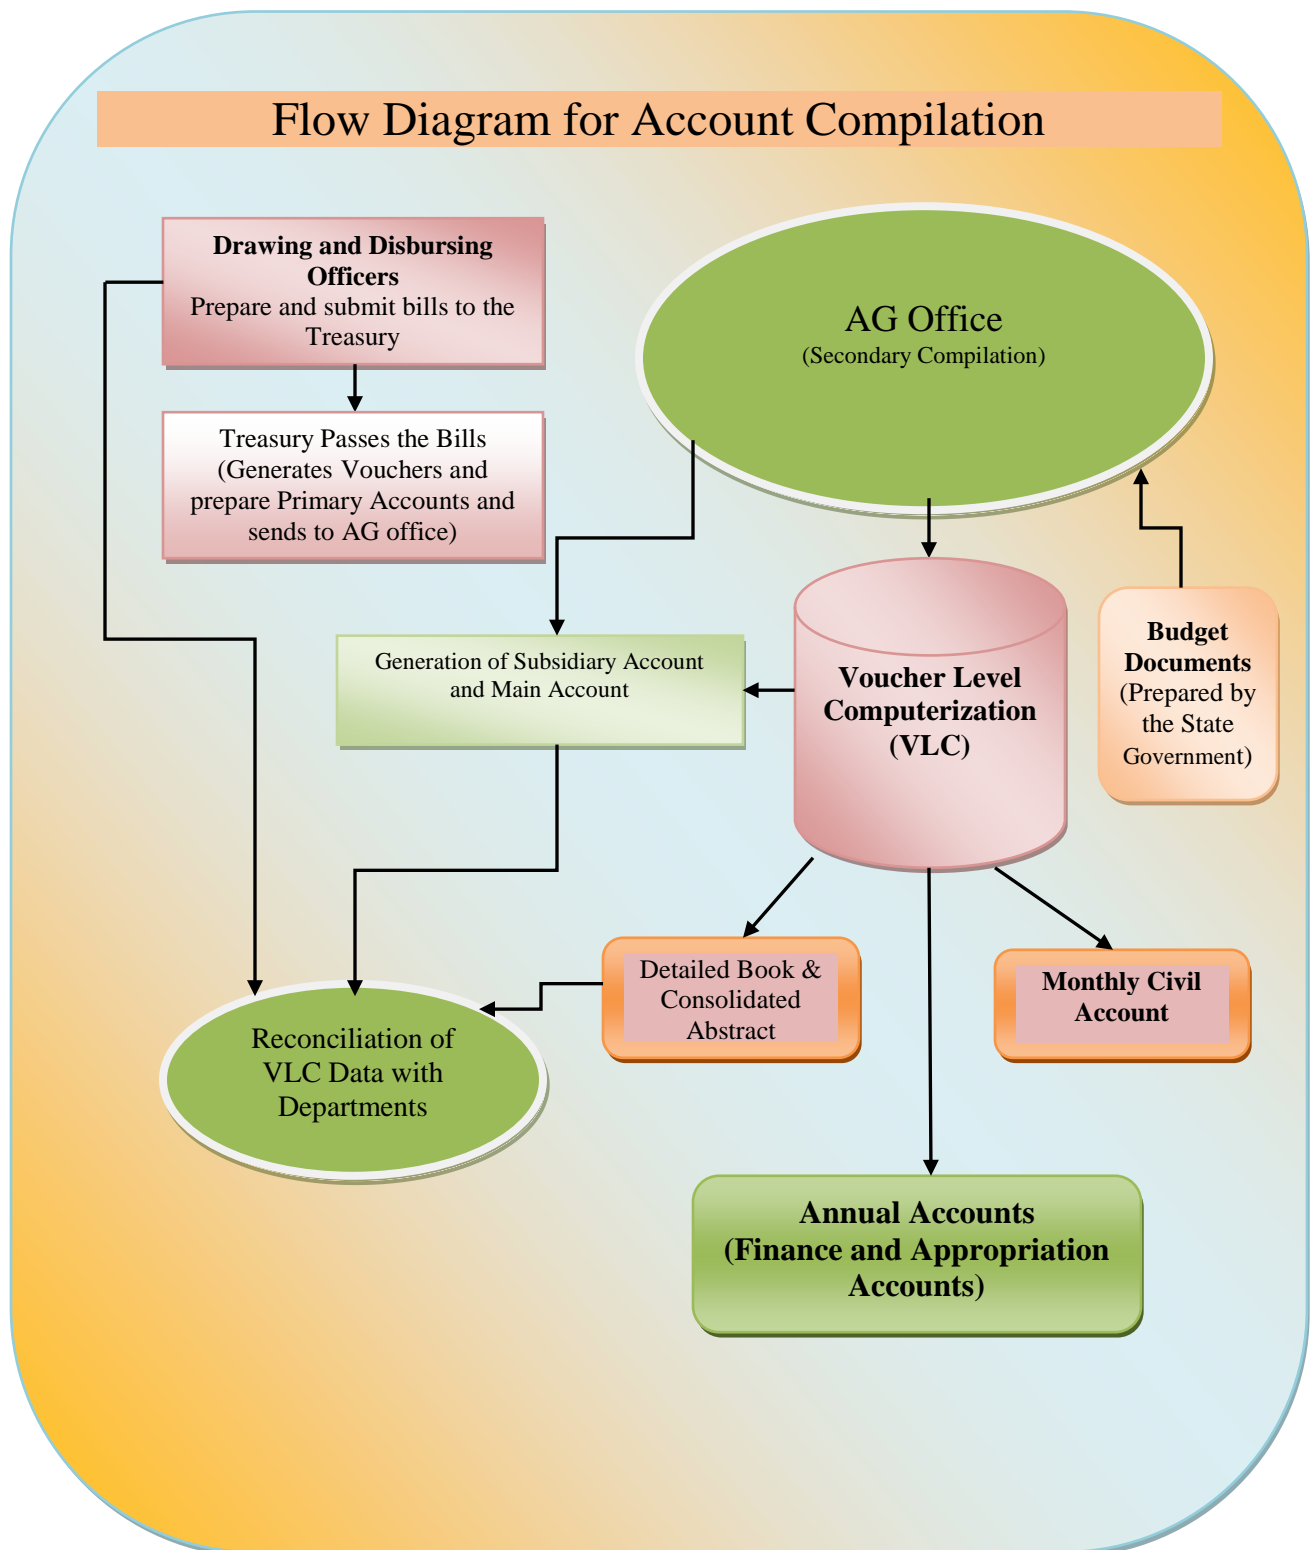 Flow Diagram for Account Compilation
Drawing and Disbursing
Officers
Prepare and submit bills to the
Treasury
AG Office
(Secondary Compilation)
Treasury Passes the Bills
(Generates Vouchers and
prepare Primary Accounts and
sends to AG office)
Generation of Subsidiary Account
and Main Account
Voucher Level
Computerization
(VLC)
Budget
Documents
(Prepared by
the State
Government)
Detailed Book &
Consolidated
Abstract
Monthly Civil
Account
Reconciliation of
VLC Data with
Departments
Annual Accounts
(Finance and Appropriation
Accounts)